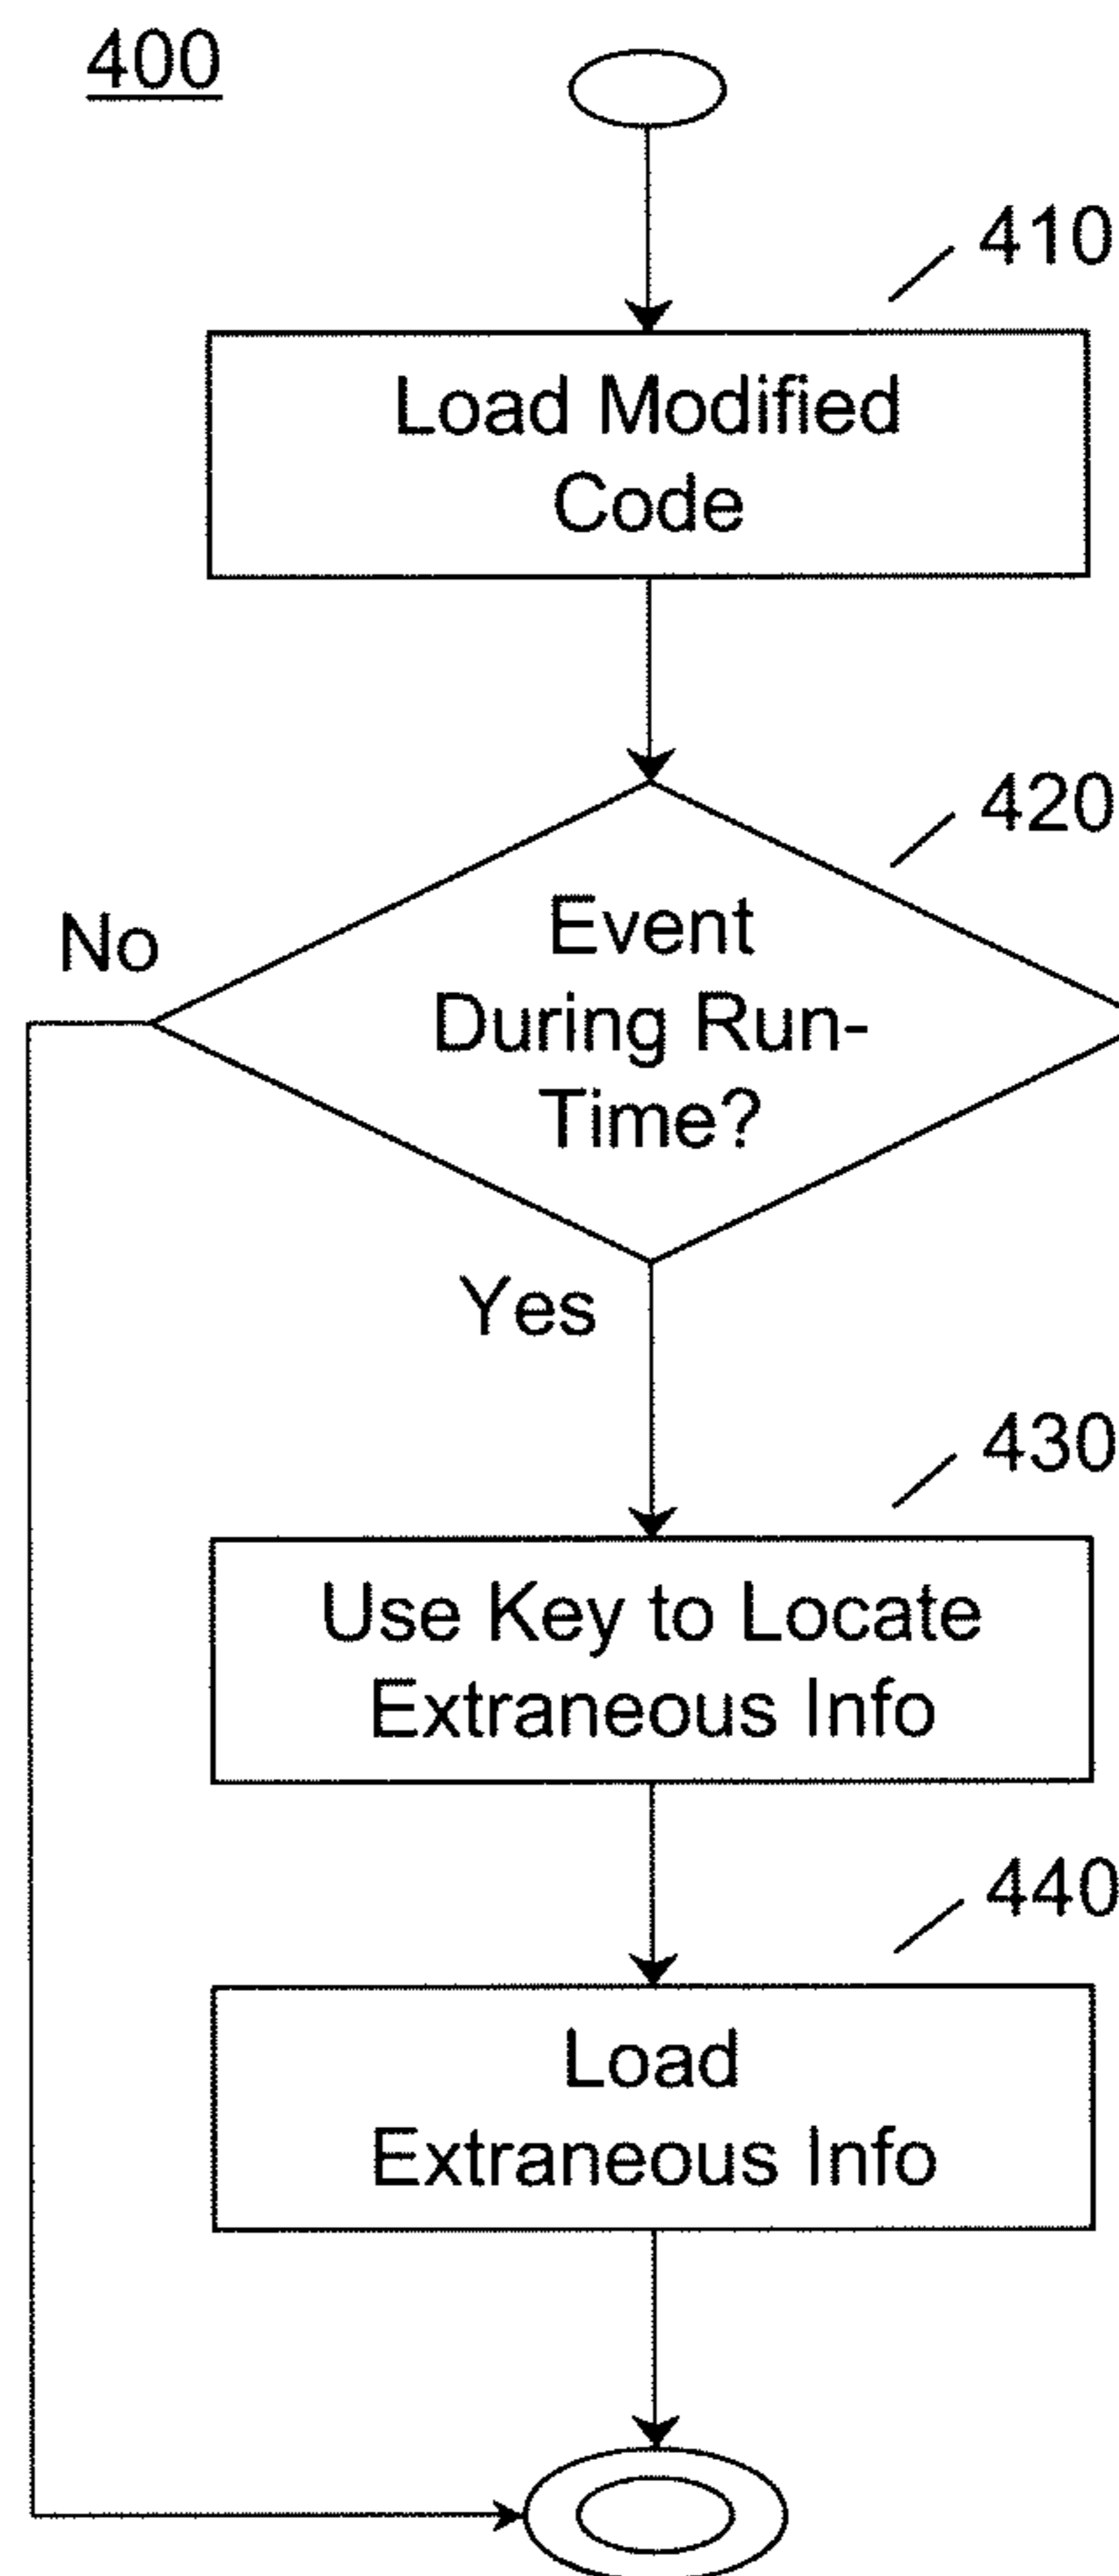 400
410
Load Modified
Code
420
No
Event
During Run-
Time?
Yes
430
Use Key to Locate
Extraneous Info
440
Load
Extraneous Info